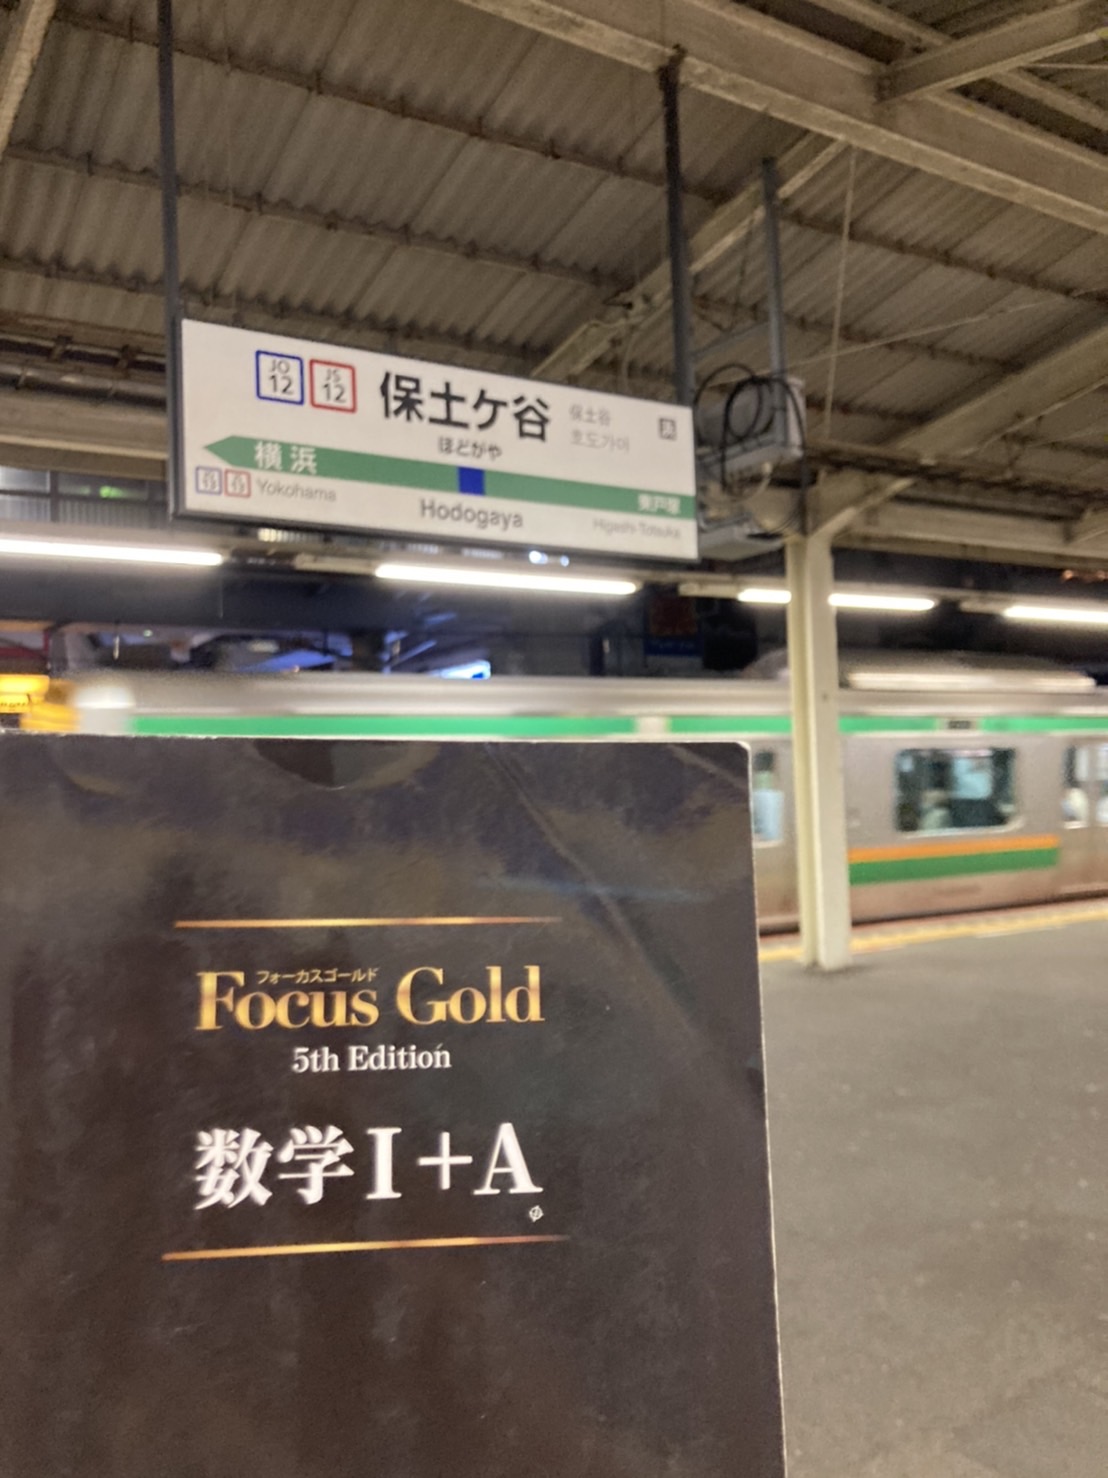 JO
12
JS
12
保土ケ谷
保土谷
호도가야
浜
ほどがや
横浜
東戸塚
Yokohama
Hodogaya
Higashi-Totsuka
フォーカスゴールド
Focus Gold
5th Edition
数学I+A